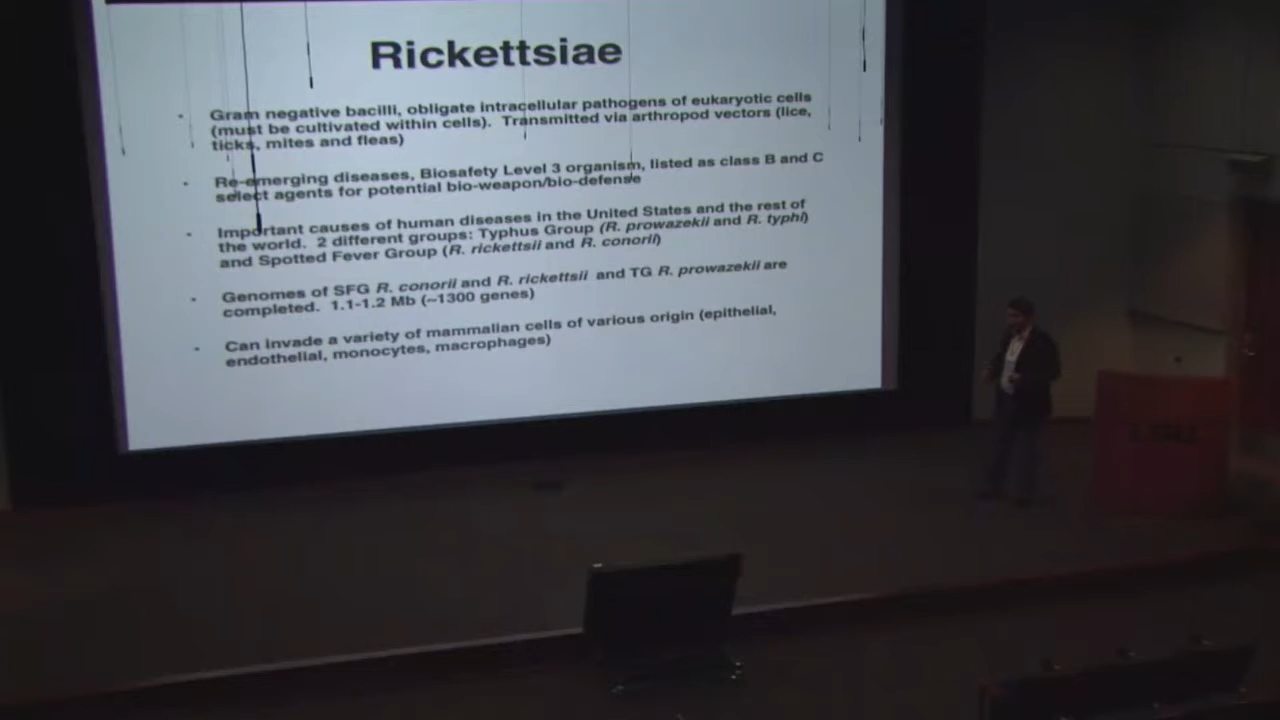 Rickettsiae
Gram negative bacilli, obligate intracellular pathogens of eukaryotic cells
(must be cultivated within cells). Transmitted via arthropod vectors (lice,
ticks, mites and fleas)
Re-emerging diseases, Biosafety Level 3 organism, listed as class B and C
select agents for potential bio-weapon/bio-defense
Important causes of human diseases in the United States and the rest of
the world. 2 different groups: Typhus Group (R. prowazekii and R. typhi)
and Spotted Fever Group (R. rickettsii and R. conorii)
Genomes of SFG R. conorii and R. rickettsii and TG R. prowazekii are
completed. 1.1-1.2 Mb (~1300 genes)
Can invade a variety of mammalian cells of various origin (epithelial,
endothelial, monocytes, macrophages)